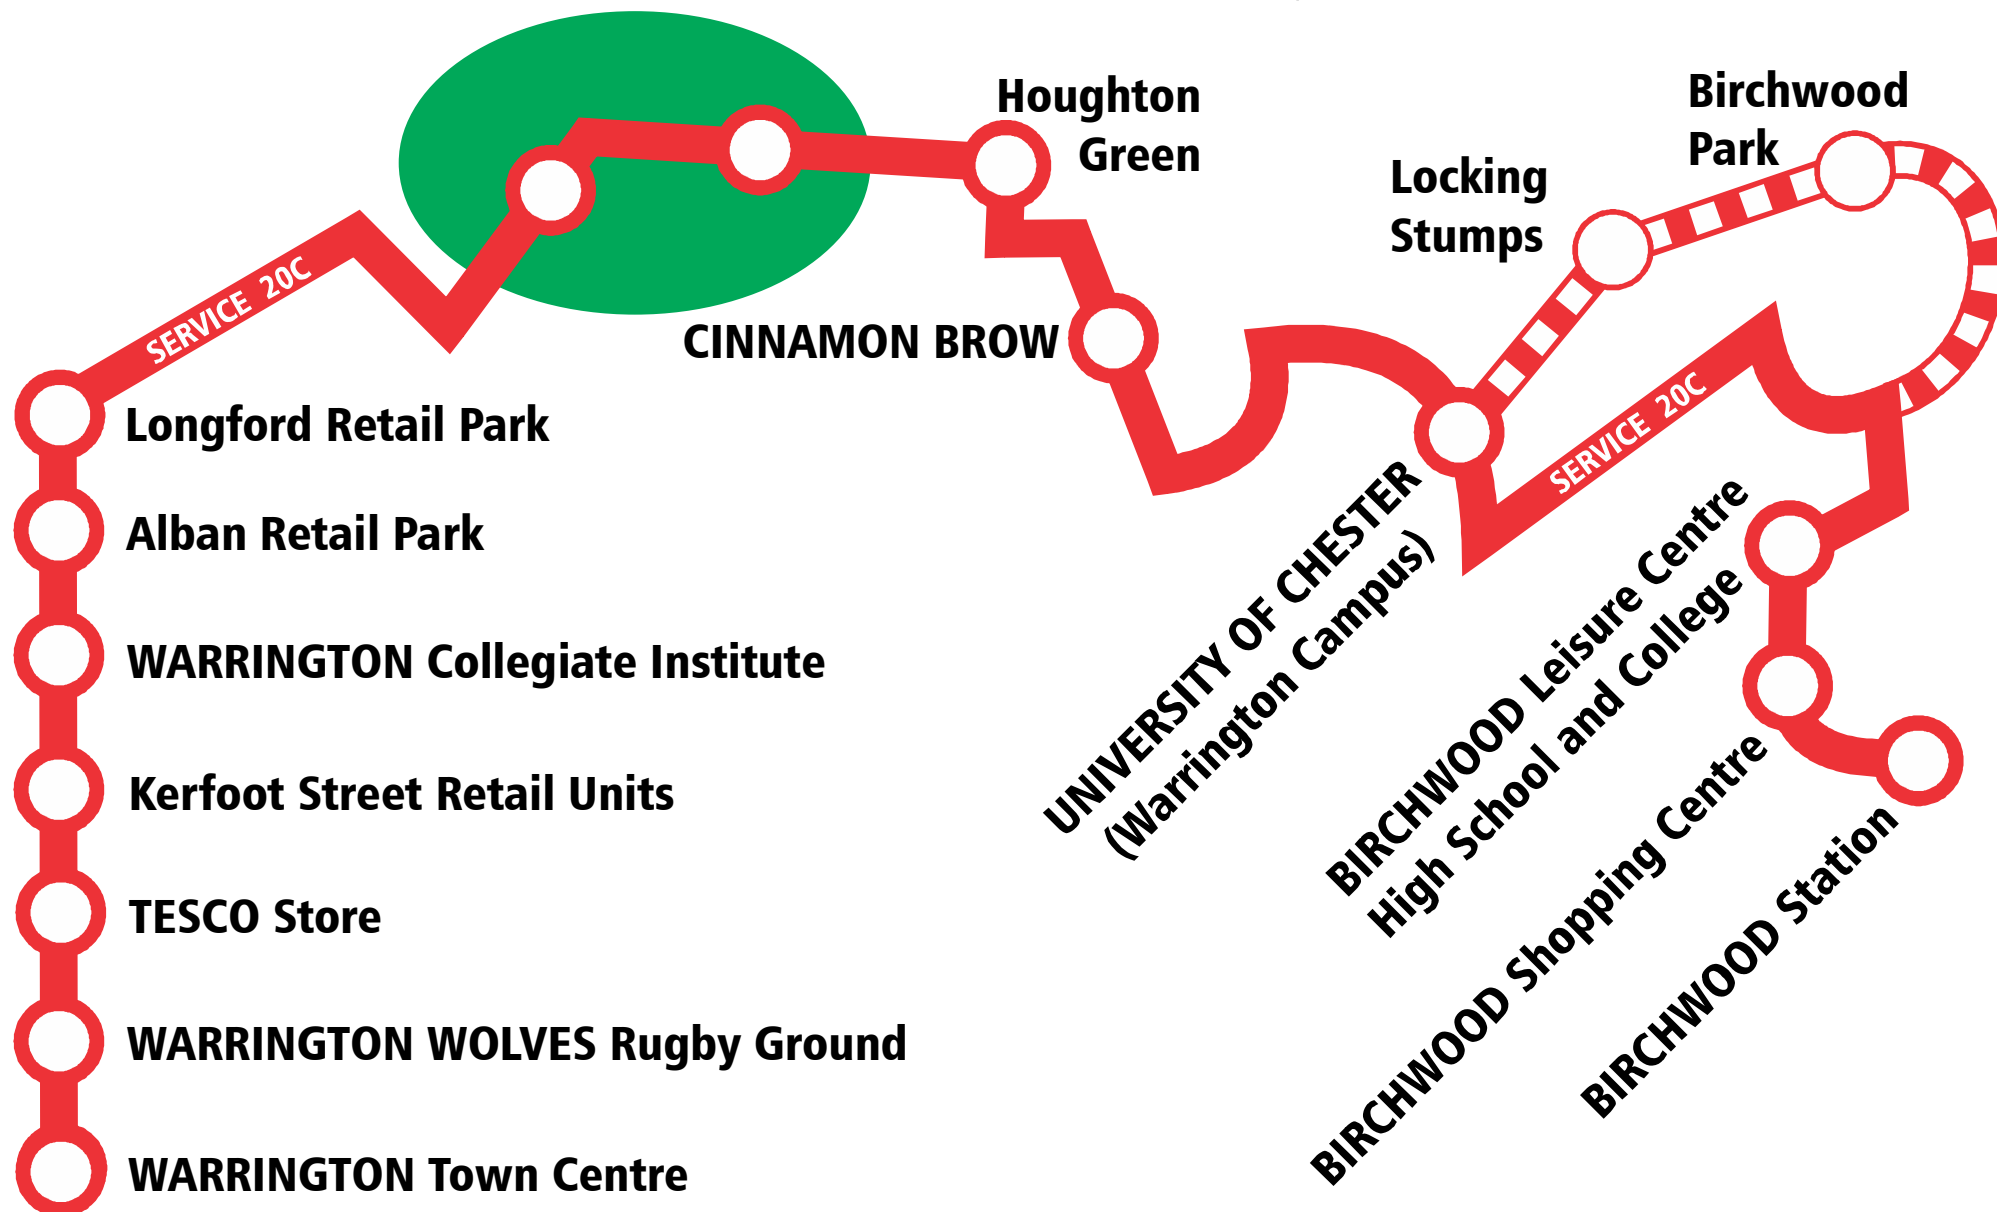 Houghton
Green
Birchwood
Park
Locking
Stumps
SERVICE 20C
CINNAMON BROW
Longford Retail Park
SERVICE 20C
Alban Retail Park
UNIVERSITY OF CHESTER
(Warrington Campus)
BIRCHWOOD Leisure Centre
High School and College
WARRINGTON Collegiate Institute
Kerfoot Street Retail Units
BIRCHWOOD Shopping Centre
BIRCHWOOD Station
TESCO Store
WARRINGTON WOLVES Rugby Ground
WARRINGTON Town Centre